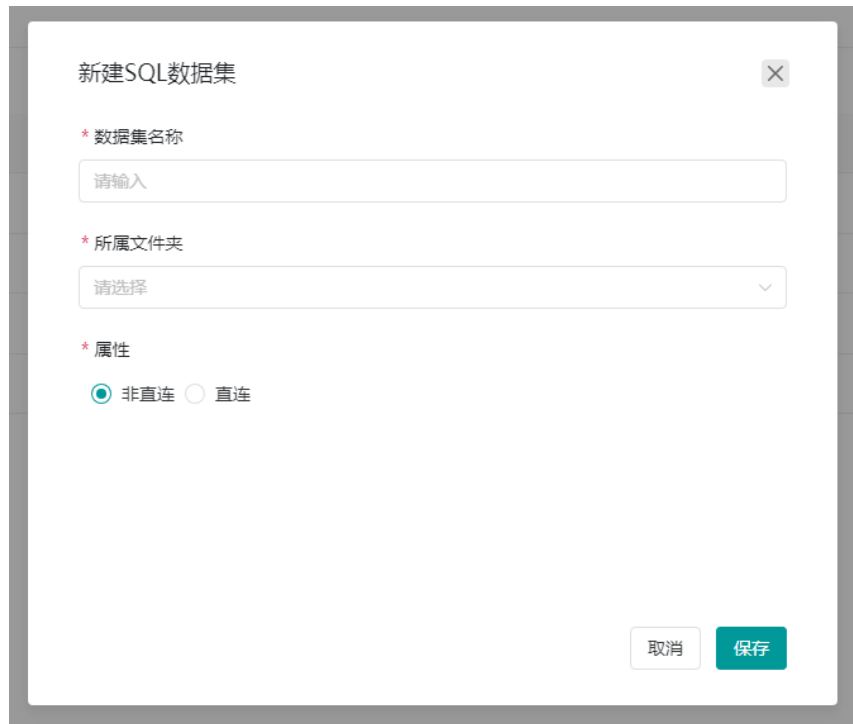 新建SQL数据集
* 数据集名称
请输入
* 所属文件夹
请选择
* 属性
非直连 直连
取消 保存